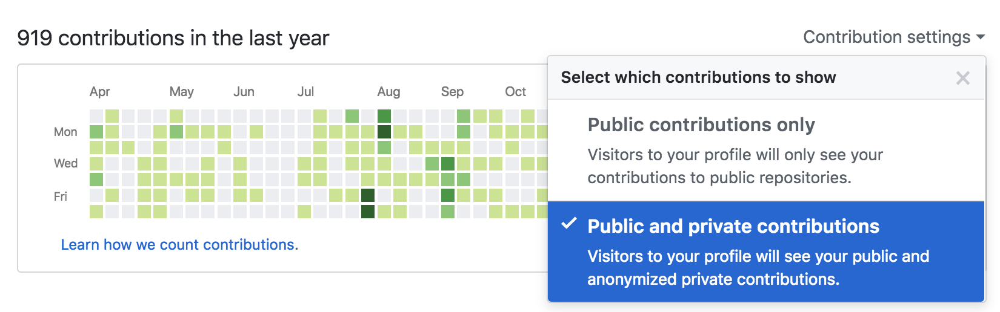 919 contributions in the last year
Contribution settings
Select which contributions to show
Apr May Jun Jul Aug Sep Oct
Public contributions only
Mon
Visitors to your profile will only see your
contributions to public repositories.
Wed
Fri
Public and private contributions
Visitors to your profile will see your public and
anonymized private contributions.
Learn how we count contributions.